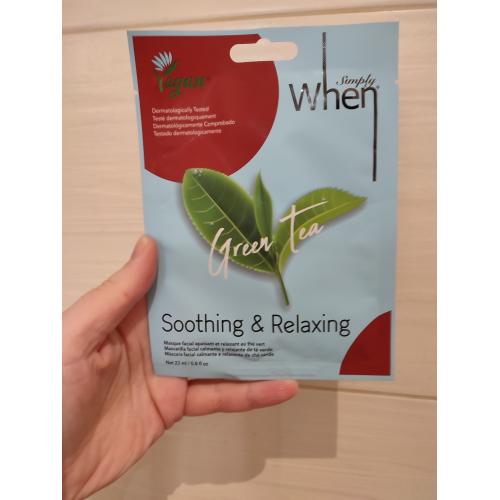 Vegan
Dermatologically Tested
Testé dermatologiquement
Dermatológicamente Comprobado
Testado dermatologicamente
Simply
When
Green Tea
Soothing & Relaxing
Masque facial apaisant et relaxant au thé vert
Mascarilla facial calmante y relajante de té verde
Máscara facial calmante e relaxante de chá verde
Net 23 ml / 0.8 fl oz